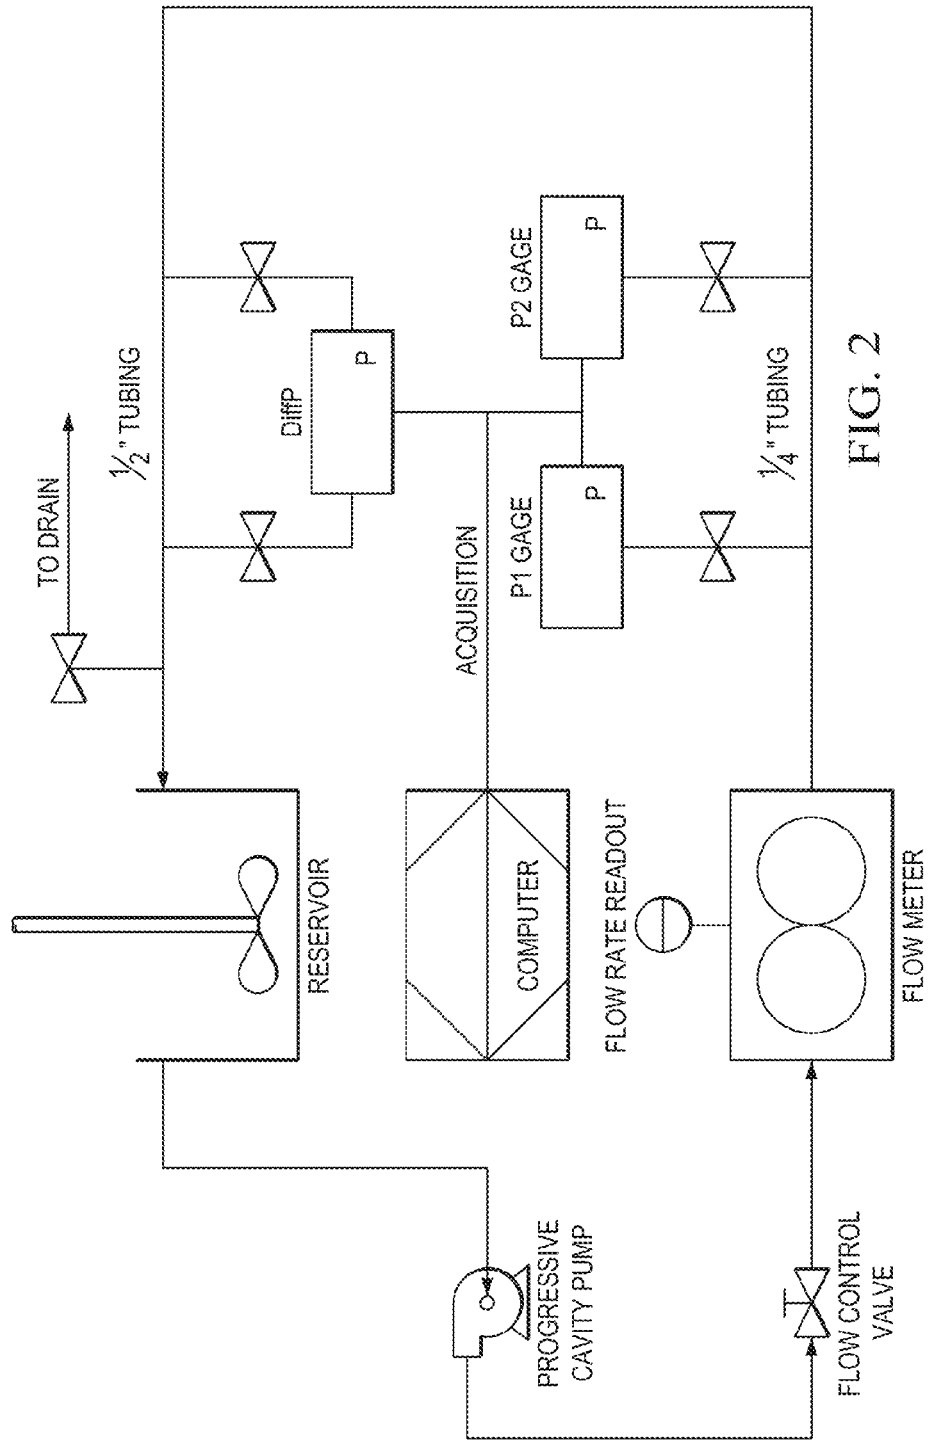 TO DRAIN
1/2" TUBING
DiffP
P
RESERVOIR
ACQUISITION
COMPUTER
P1 GAGE
P
P2 GAGE
P
PROGRESSIVE
CAVITY PUMP
FLOW RATE READOUT
1/4" TUBING
FLOW CONTROL
VALVE
FLOW METER
FIG. 2